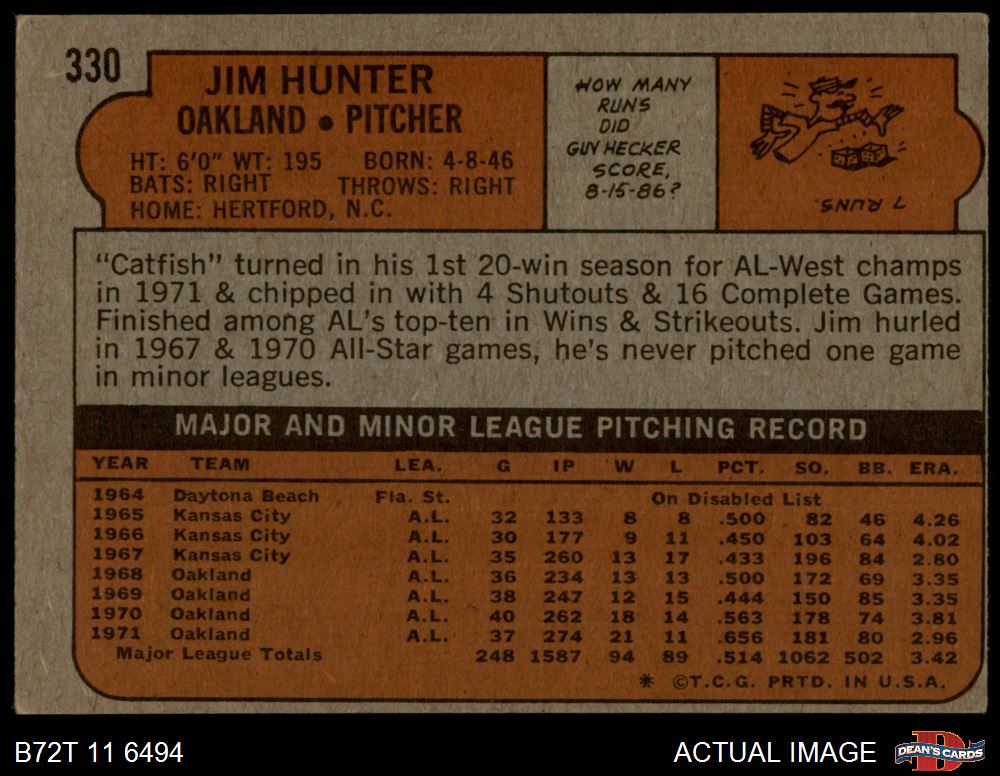 330
JIM HUNTER
OAKLAND • PITCHER
HT: 6'0" WT: 195 BORN: 4-8-46
BATS: RIGHT THROWS: RIGHT
HOME: HERTFORD, N.C.
HOW MANY
RUNS
DID
GUY HECKER
SCORE,
8-15-86?
7 RUNS
"Catfish" turned in his 1st 20-win season for AL-West champs
in 1971 & chipped in with 4 Shutouts & 16 Complete Games.
Finished among AL's top-ten in Wins & Strikeouts. Jim hurled
in 1967 & 1970 All-Star games, he's never pitched one game
in minor leagues.
MAJOR AND MINOR LEAGUE PITCHING RECORD
YEAR TEAM LEA. G IP W L PCT. SO. BB. ERA.
1964 Daytona Beach Fla. St. On Disabled List
1965 Kansas City A.L. 32 133 8 8 .500 82 46 4.26
1966 Kansas City A.L. 30 177 9 11 .450 103 64 4.02
1967 Kansas City A.L. 35 260 13 17 .433 196 84 2.80
1968 Oakland A.L. 36 234 13 13 .500 172 69 3.35
1969 Oakland A.L. 38 247 12 15 .444 150 85 3.35
1970 Oakland A.L. 40 262 18 14 .563 178 74 3.81
1971 Oakland A.L. 37 274 21 11 .656 181 80 2.96
Major League Totals 248 1587 94 89 .514 1062 502 3.42
* ©T.C.G. PRTD. IN U.S.A.
B72T 11 6494
ACTUAL IMAGE
D
DEAN'S CARDS